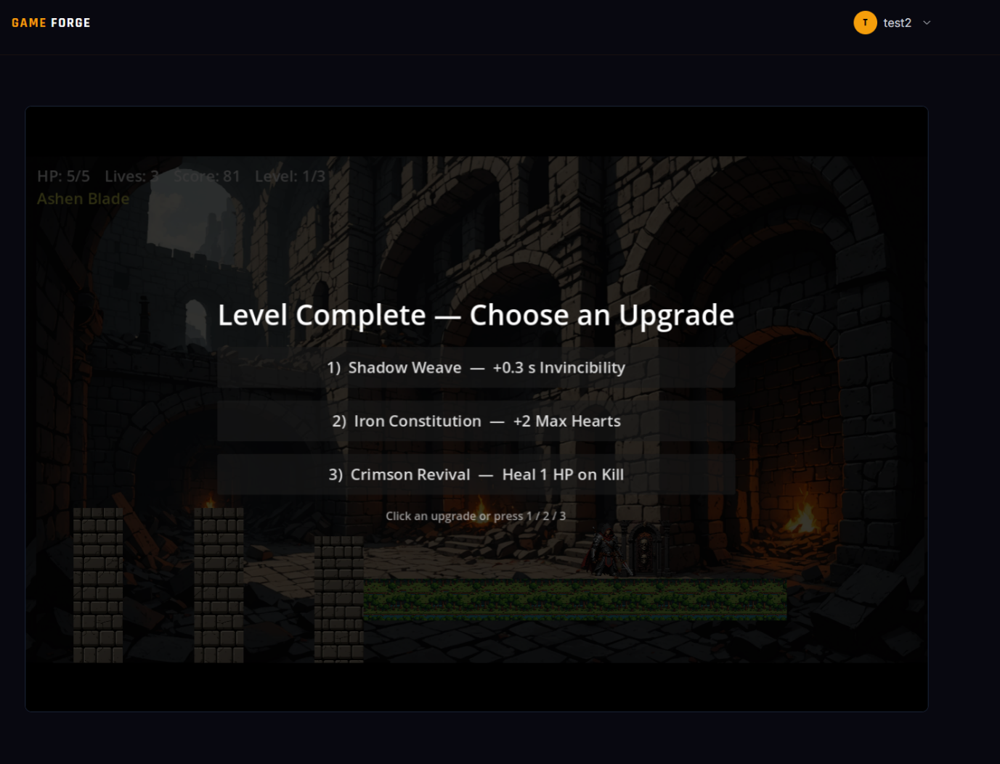 GAME FORGE
T test2
HP: 5/5 Lives: 3 Score: 81 Level: 1/3
Ashen Blade
Level Complete — Choose an Upgrade
1) Shadow Weave — +0.3 s Invincibility
2) Iron Constitution — +2 Max Hearts
3) Crimson Revival — Heal 1 HP on Kill
Click an upgrade or press 1 / 2 / 3